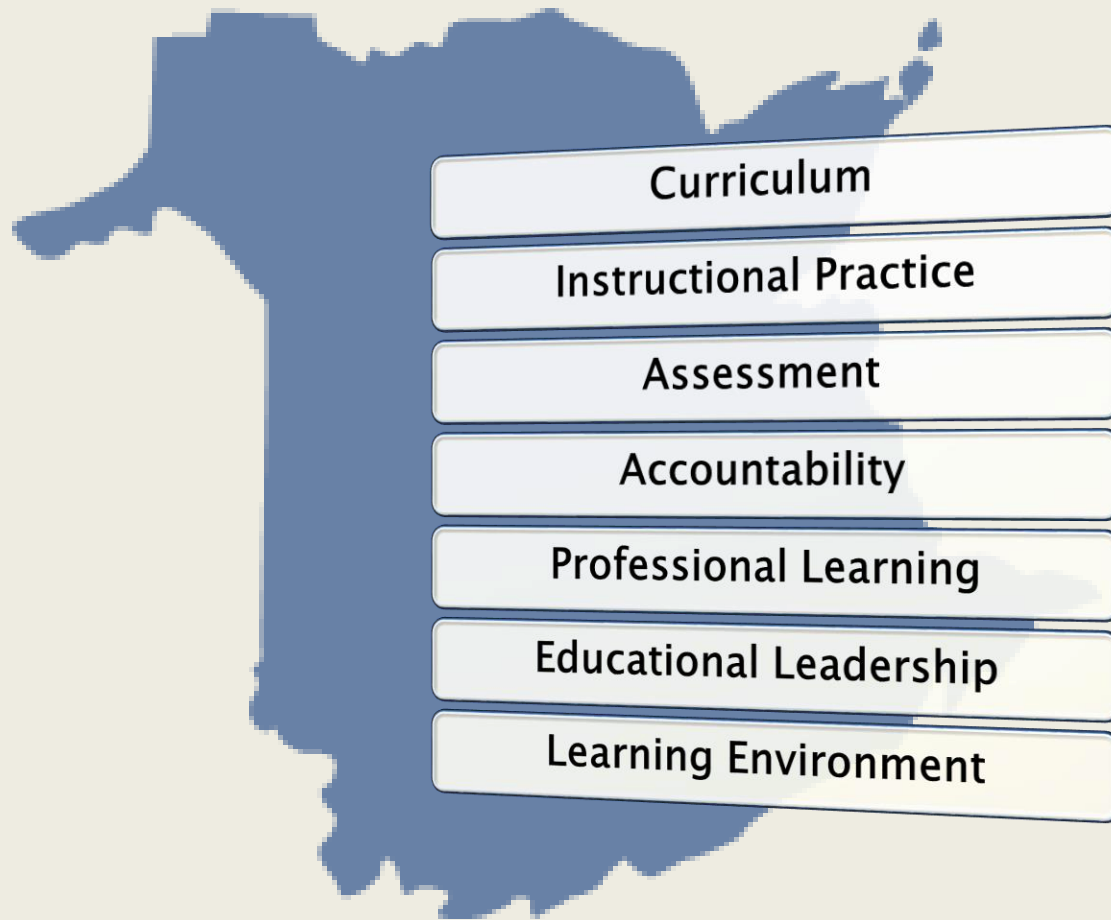 Curriculum
Instructional Practice
Assessment
Accountability
Professional Learning
Educational Leadership
Learning Environment